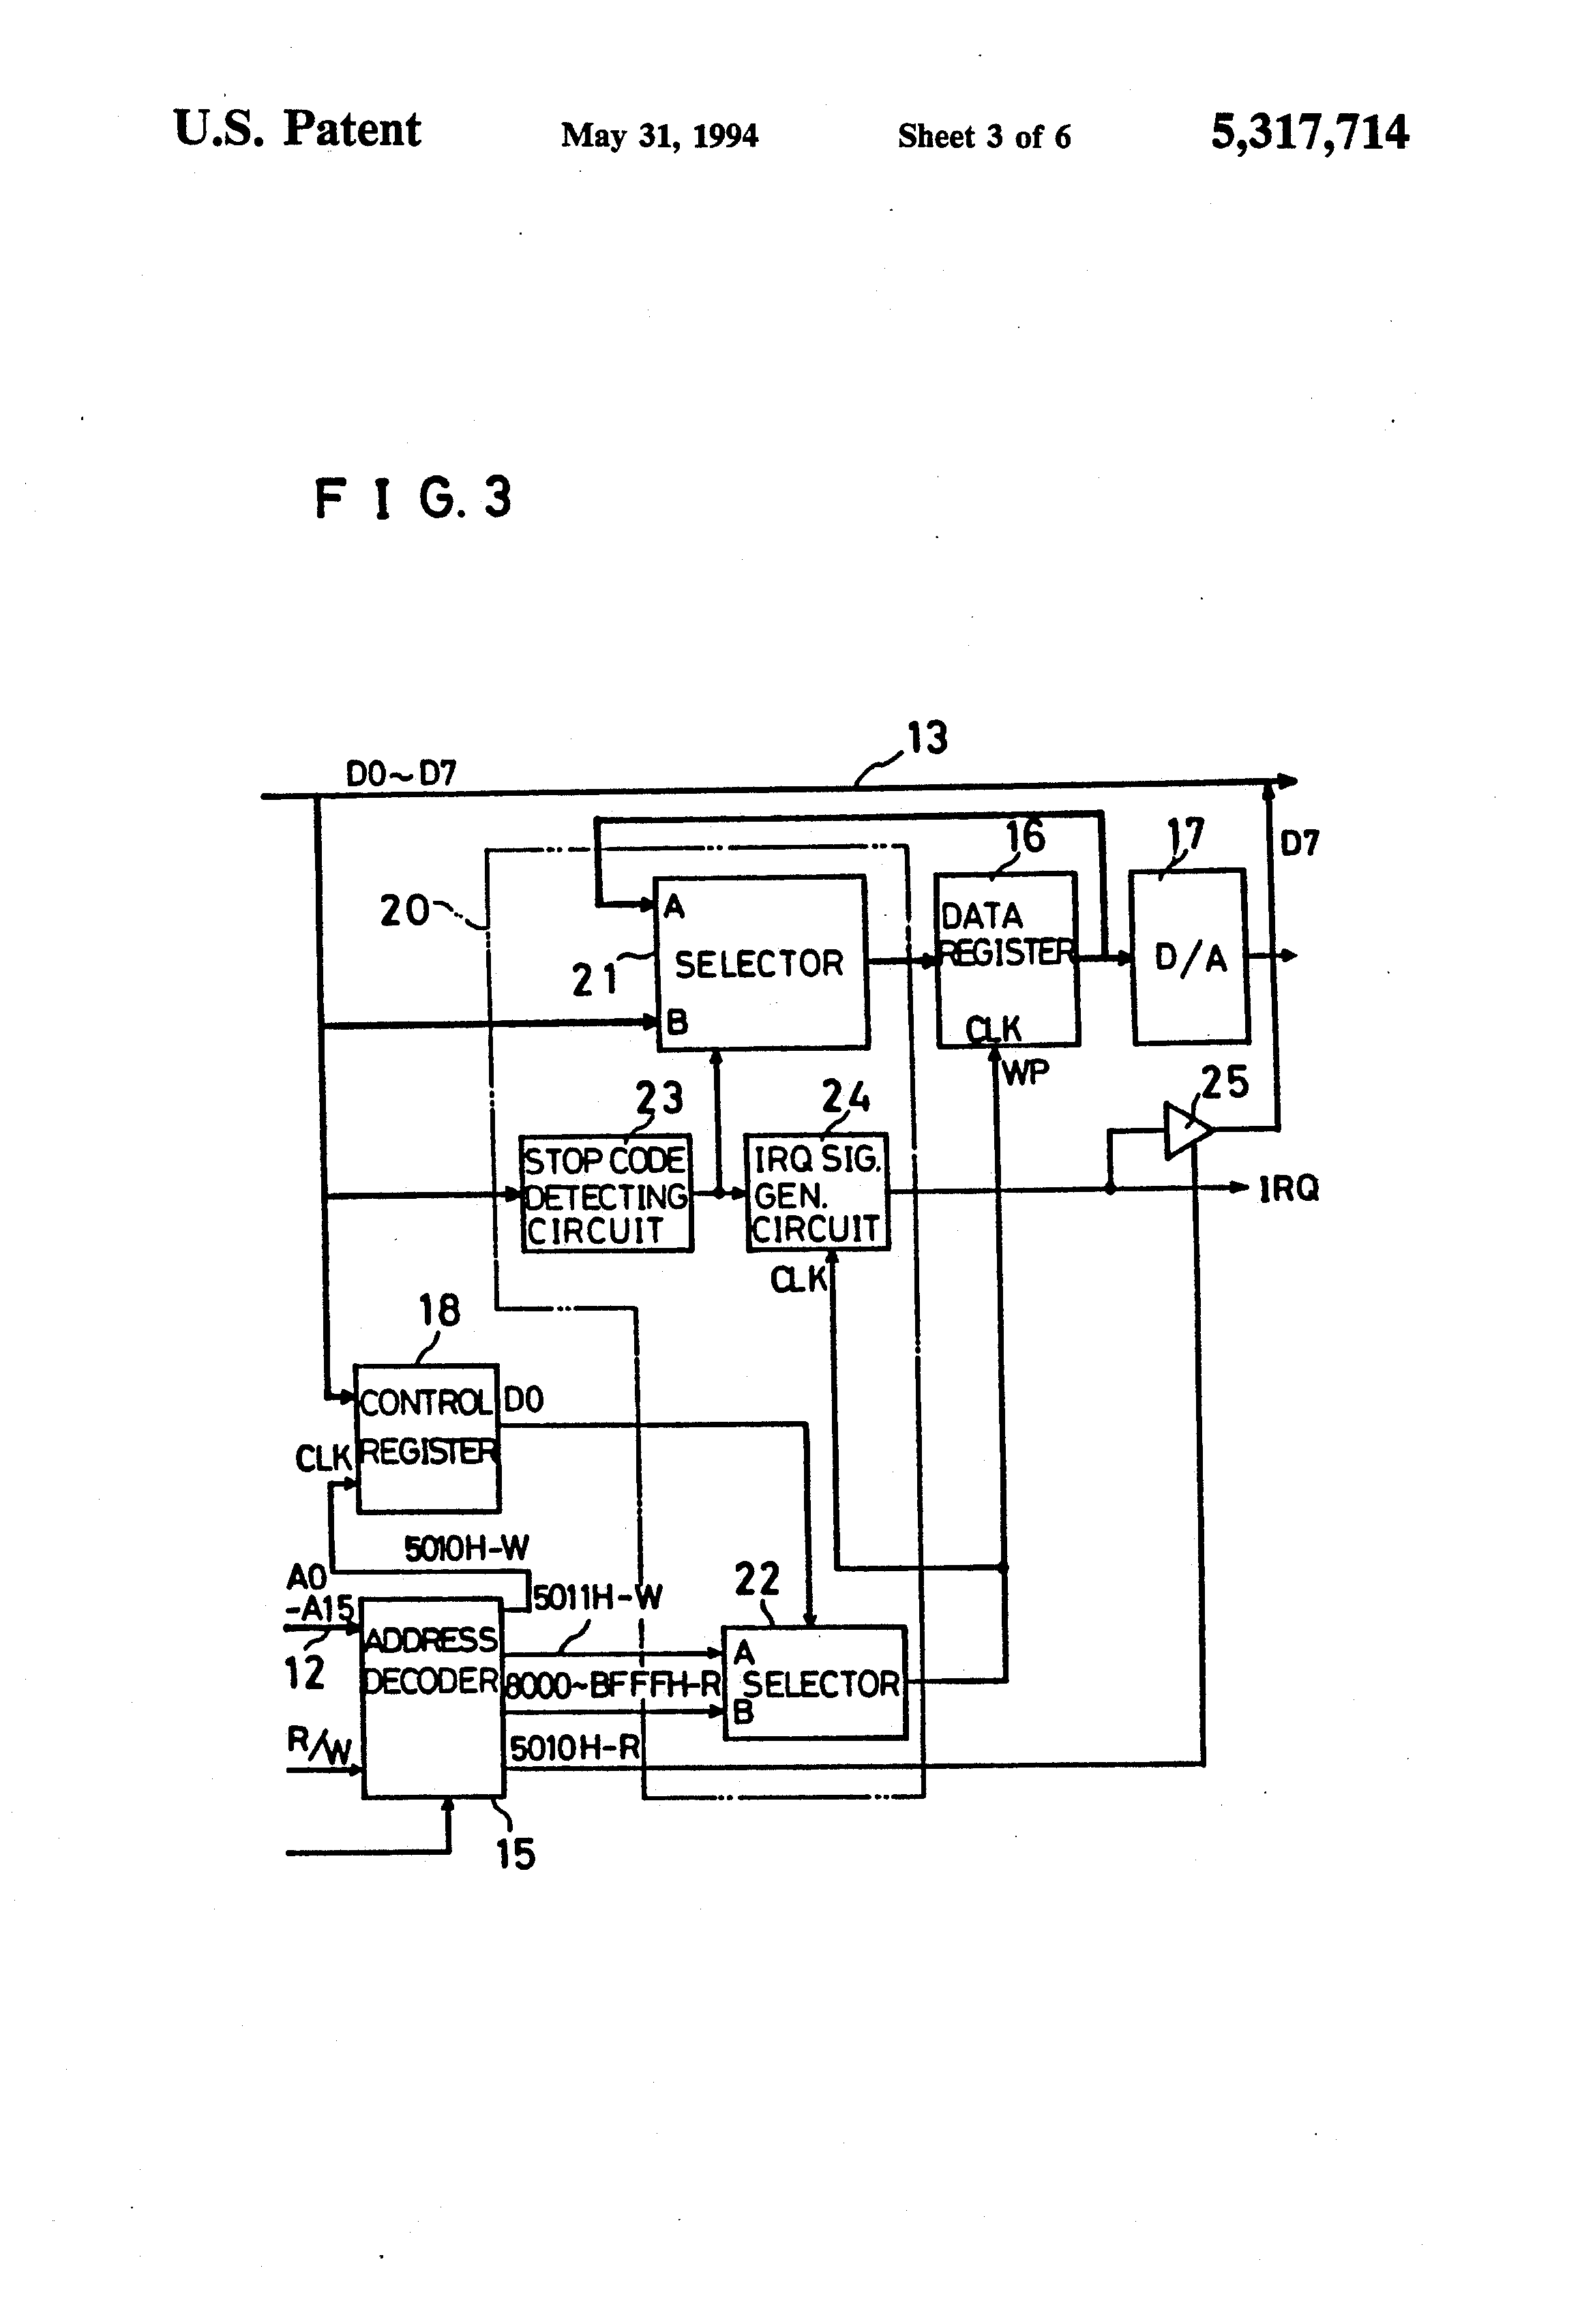 U.S. Patent May 31, 1994 Sheet 3 of 6 5,317,714
FIG. 3
13
D0~D7
16
17
D7
20
A
DATA
REGISTER
21
SELECTOR
D/A
B
CLK
WP
23
24
25
STOP CODE
DETECTING
CIRCUIT
IRQ SIG.
GEN.
CIRCUIT
IRQ
CLK
18
CONTROL
REGISTER
D0
CLK
5010H-W
A0
-A15
5011H-W
22
12
ADDRESS
DECODER
A
8000~BFFFH-R
SELECTOR
B
R/W
5010H-R
15